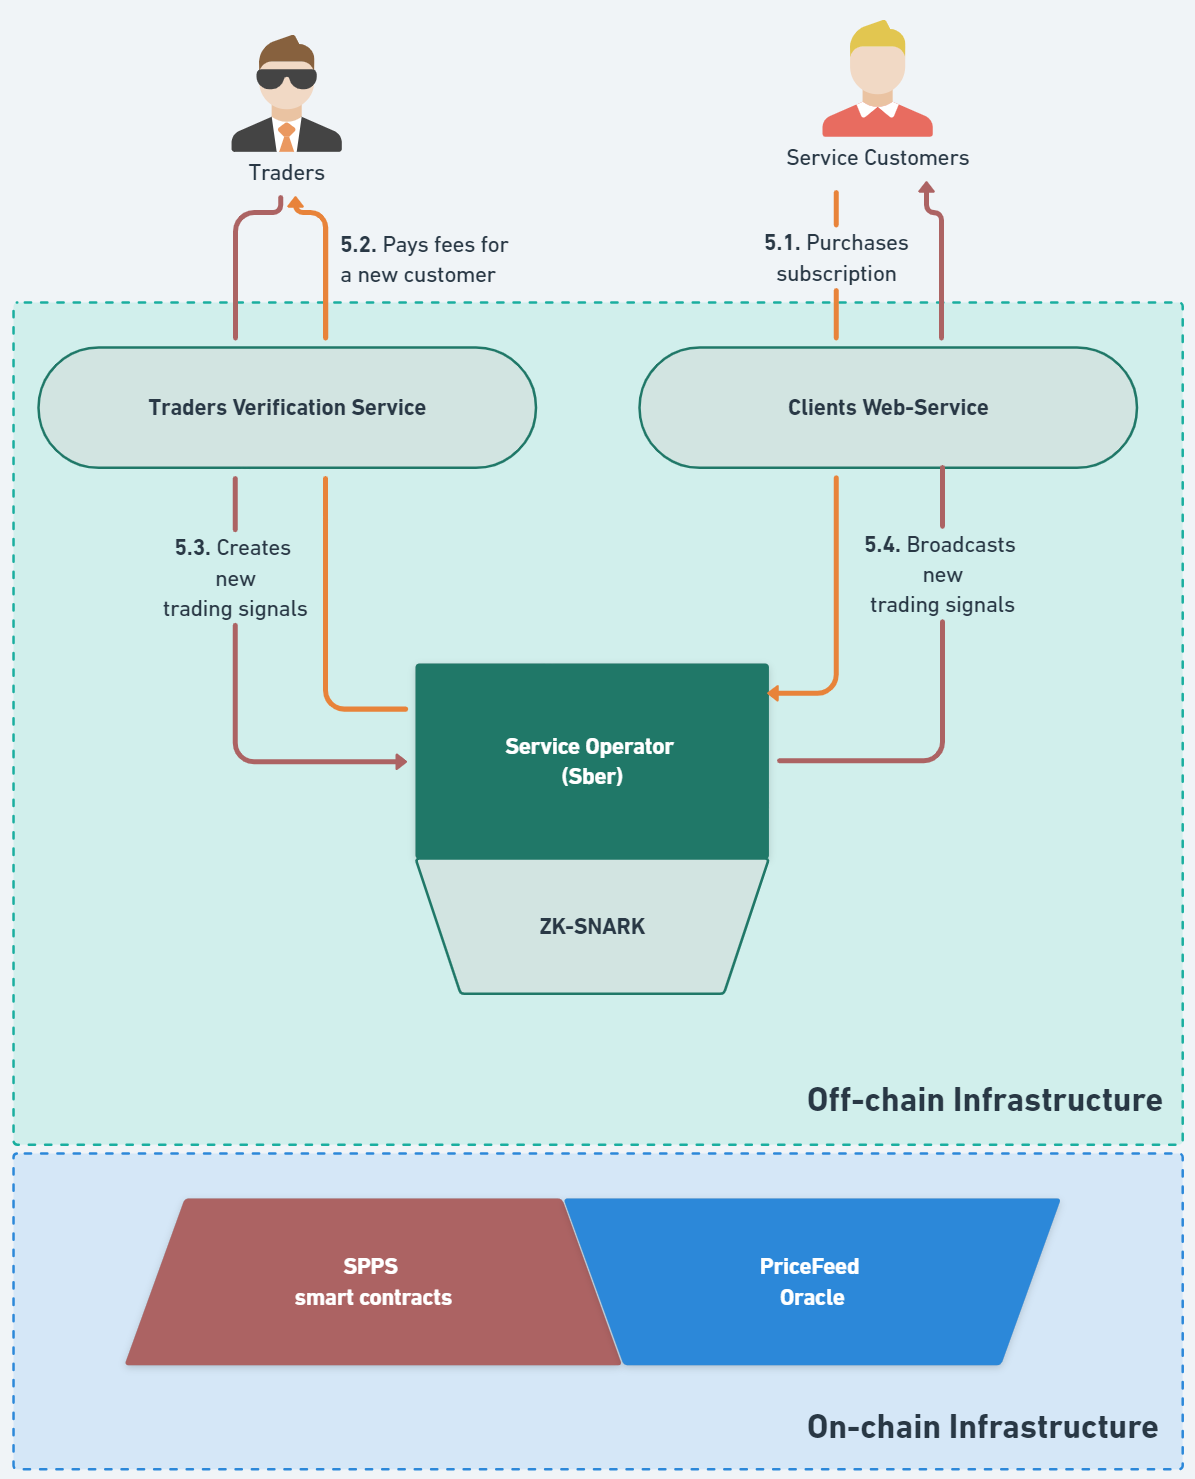 Traders
Service Customers
5.2. Pays fees for
a new customer
5.1. Purchases
subscription
Traders Verification Service
Clients Web-Service
5.3. Creates
new
trading signals
5.4. Broadcasts
new
trading signals
Service Operator
(Sber)
ZK-SNARK
Off-chain Infrastructure
SPPS
smart contracts
PriceFeed
Oracle
On-chain Infrastructure